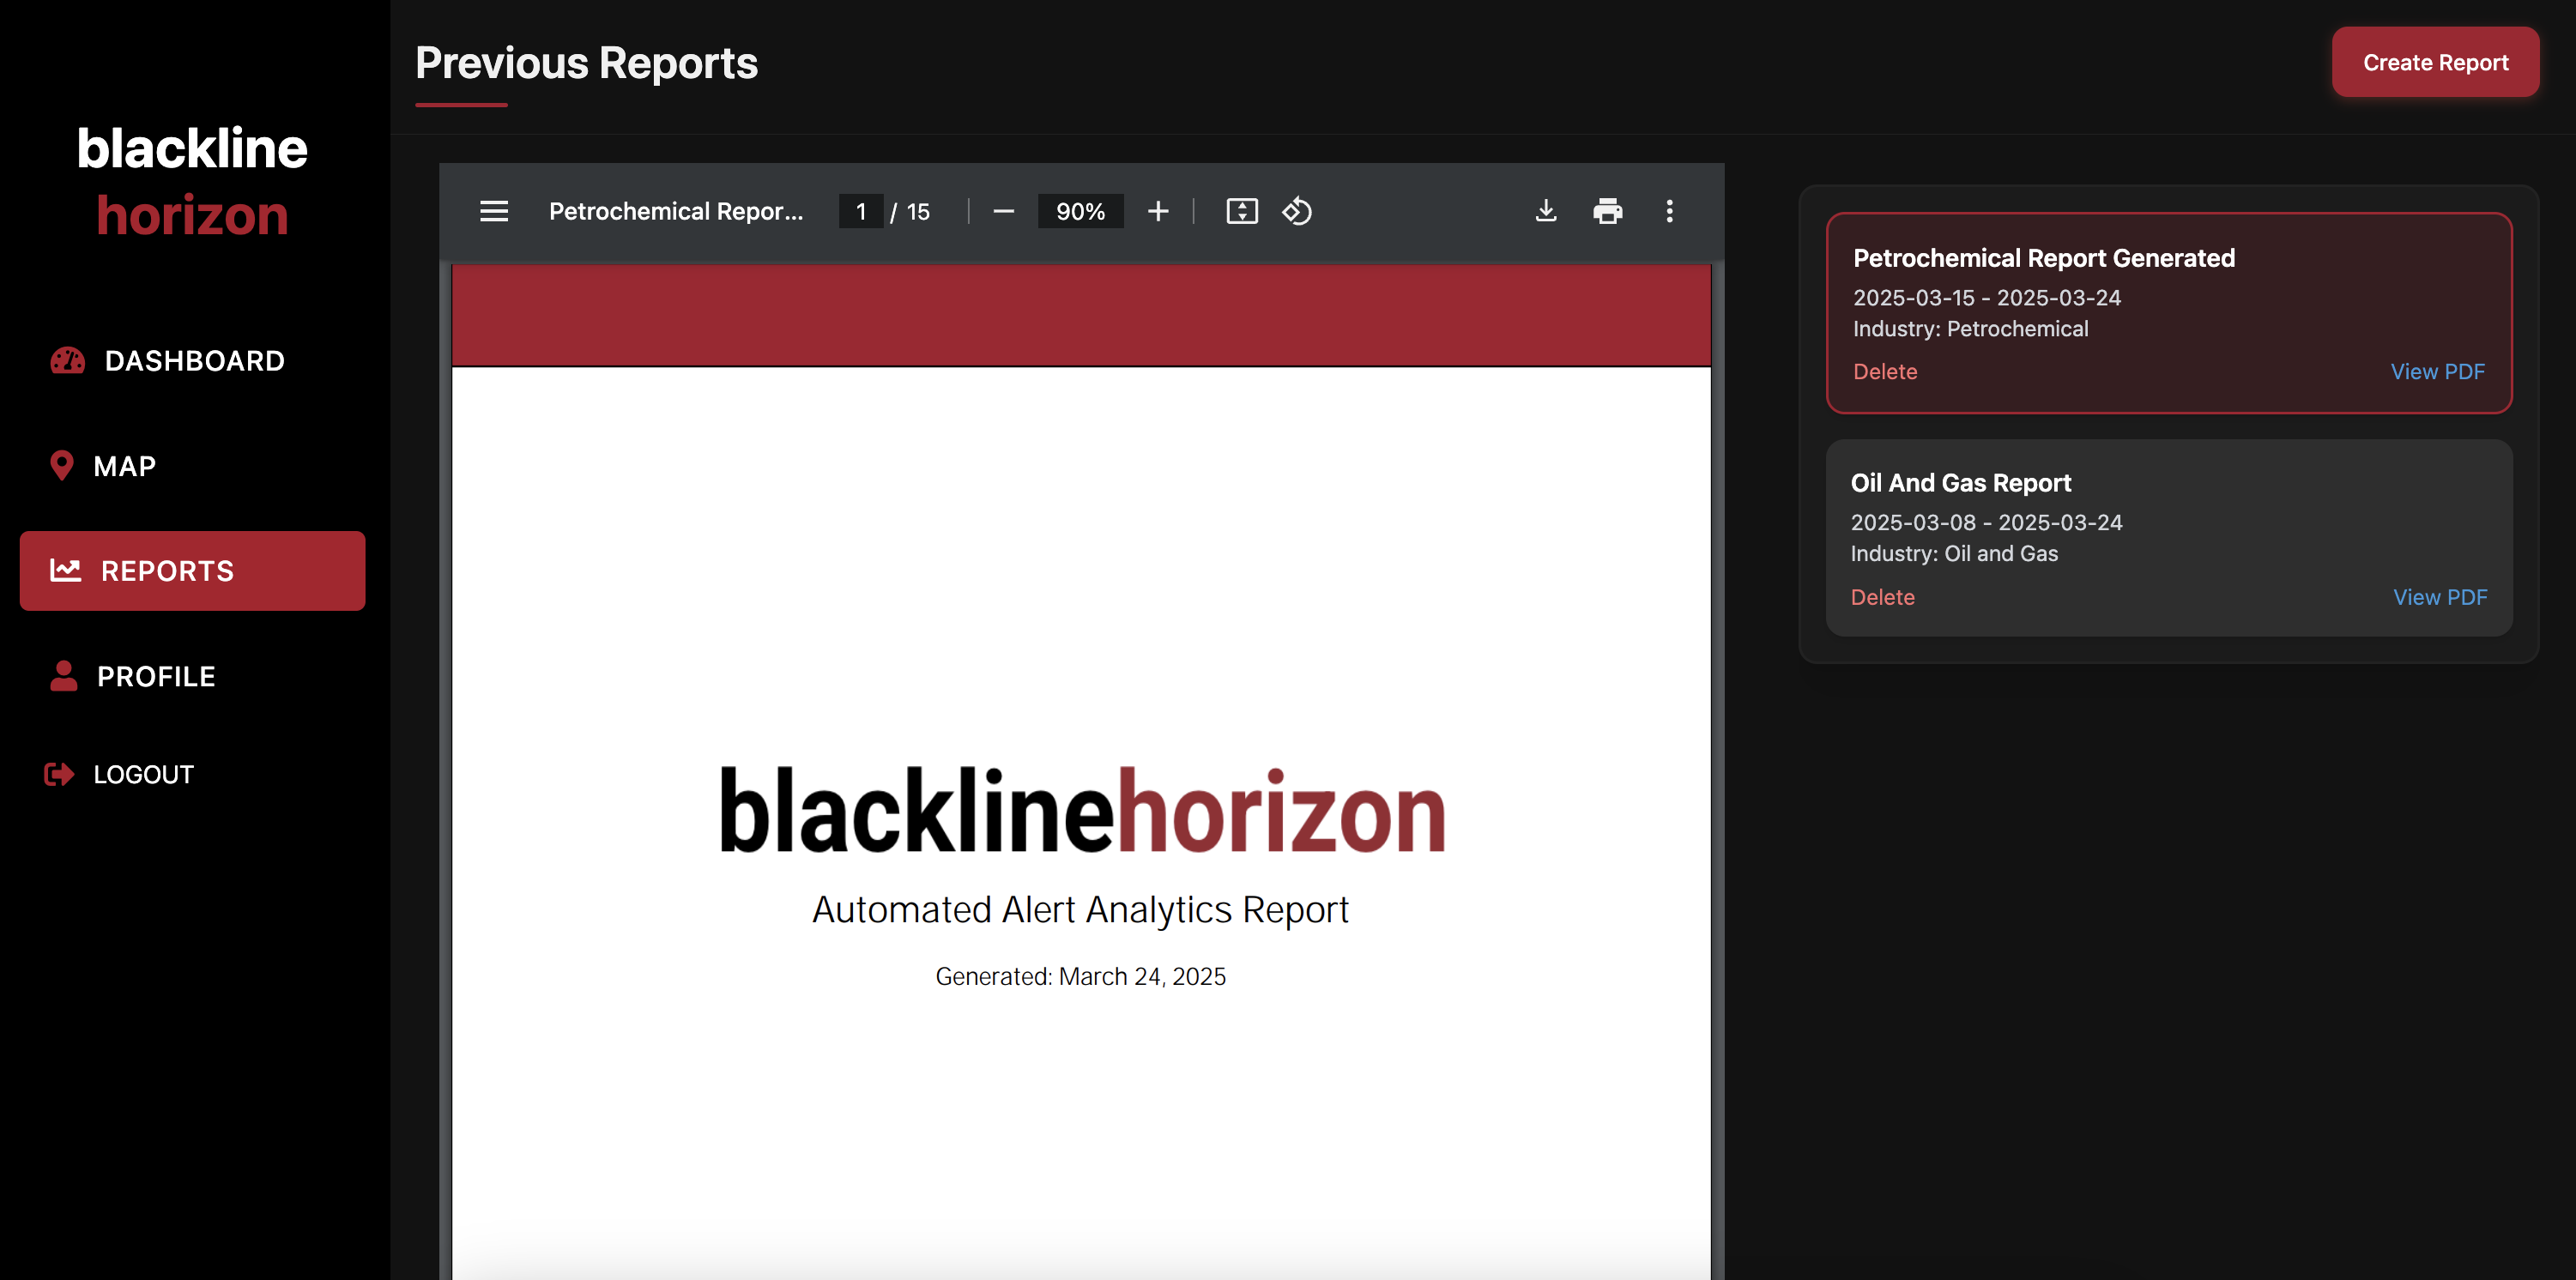 blackline
horizon
DASHBOARD
MAP
REPORTS
PROFILE
LOGOUT
Previous Reports
Create Report
Petrochemical Repor...
1 / 15
90%
blacklinehorizon
Automated Alert Analytics Report
Generated: March 24, 2025
Petrochemical Report Generated
2025-03-15 - 2025-03-24
Industry: Petrochemical
Delete View PDF
Oil And Gas Report
2025-03-08 - 2025-03-24
Industry: Oil and Gas
Delete View PDF